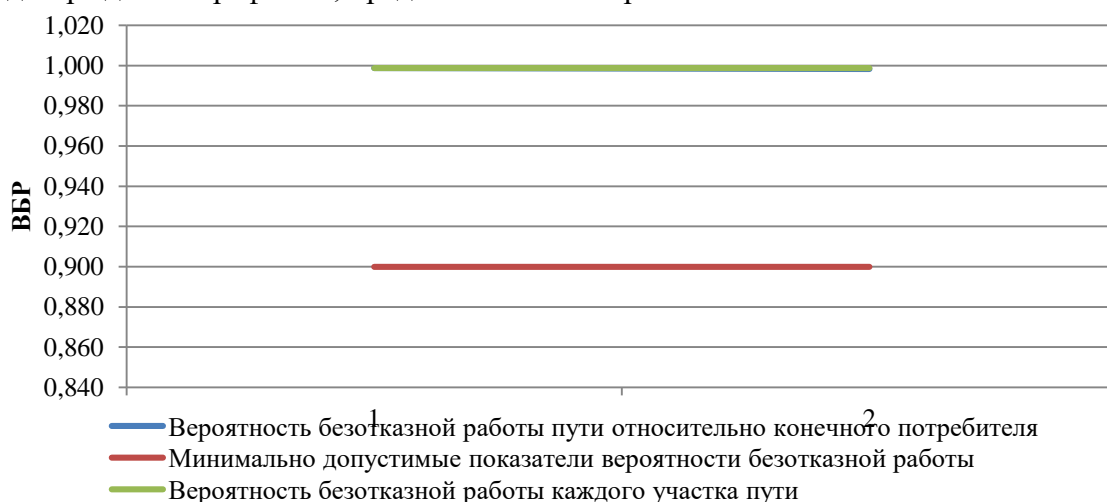 1,020
1,000
0,980
0,960
0,940
0,920
0,900
0,880
0,860
0,840
ВБР
1 2
Вероятность безотказной работы пути относительно конечного потребителя
Минимально допустимые показатели вероятности безотказной работы
Вероятность безотказной работы каждого участка пути